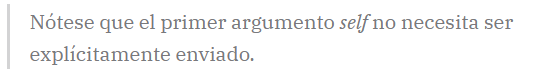 Nótese que el primer argumento self no necesita ser
explícitamente enviado.